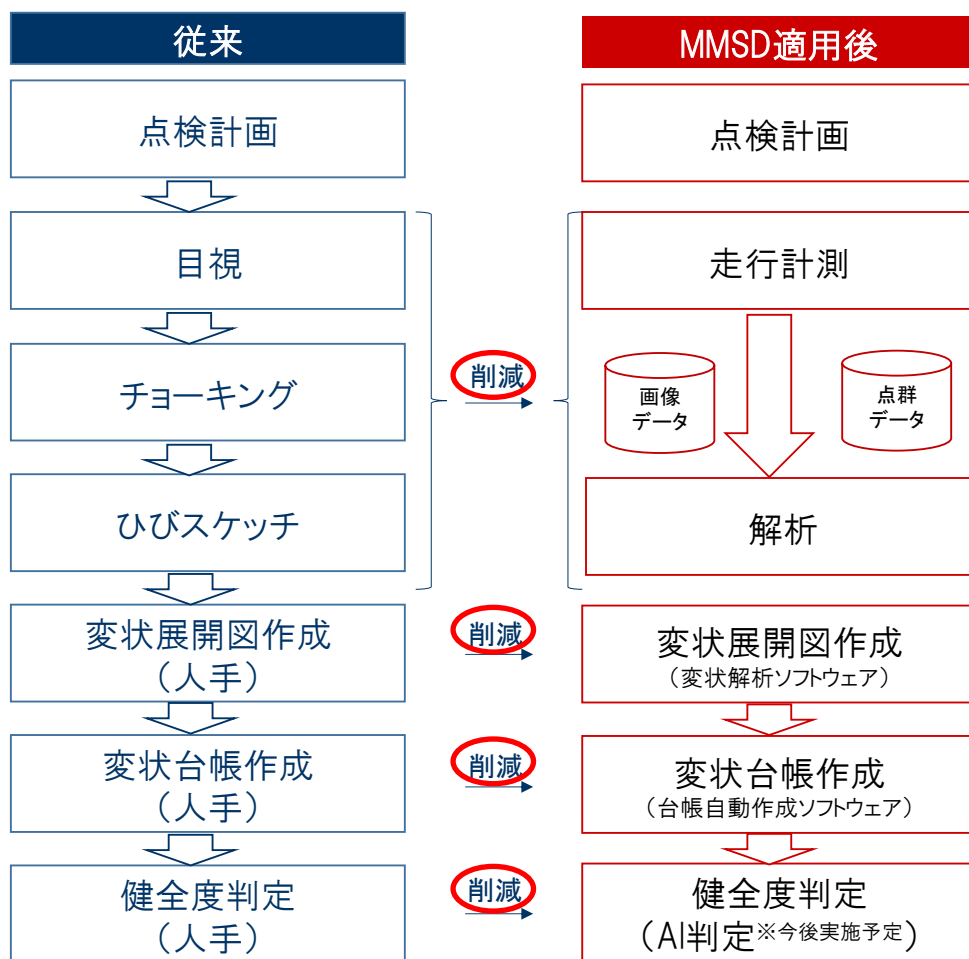 従来
MMSD適用後
点検計画
点検計画
目視
走行計測
チョーキング
削減
画像
データ
点群
データ
ひびスケッチ
解析
変状展開図作成
(人手)
削減
変状展開図作成
(変状解析ソフトウェア)
変状台帳作成
(人手)
削減
変状台帳作成
(台帳自動作成ソフトウェア)
健全度判定
(人手)
削減
健全度判定
(AI判定※今後実施予定)